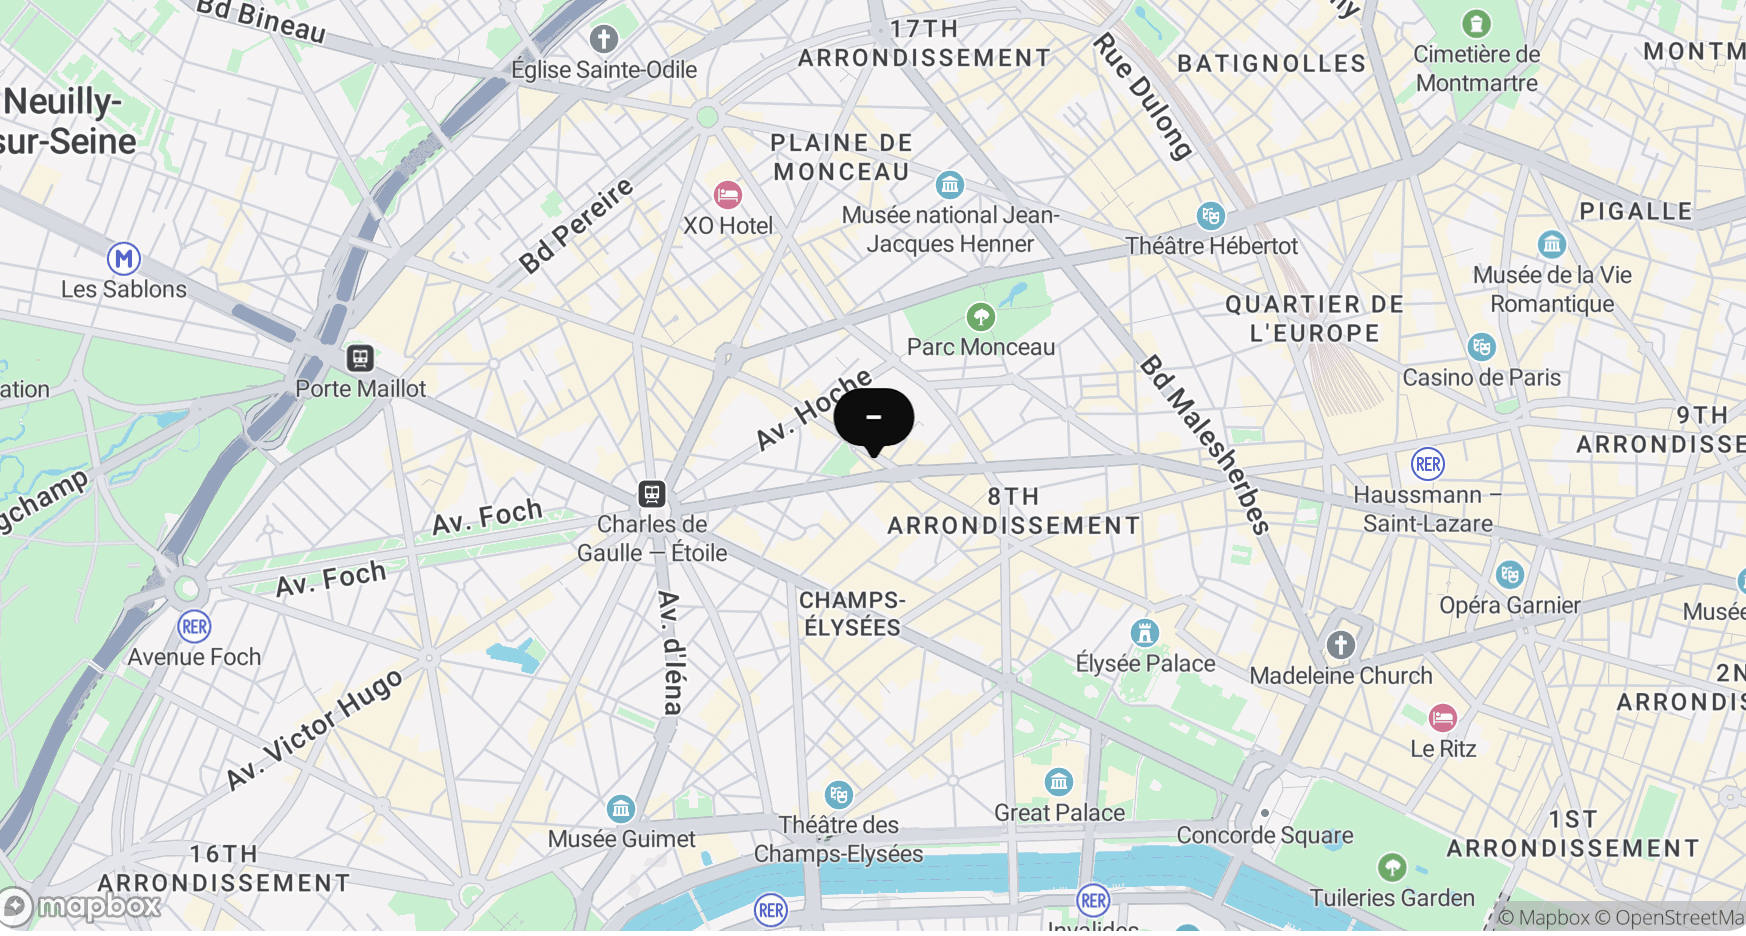 Bd Bineau
Église Sainte-Odile
17TH
ARRONDISSEMENT
Rue Dulong
BATIGNOLLES
Cimetière de
Montmartre
MONTM
Neuilly-
sur-Seine
PLAINE DE
MONCEAU
XO Hotel
Bd Pereire
Musée national Jean-
Jacques Henner
Théâtre Hébertot
PIGALLE
Musée de la Vie
Romantique
M
Les Sablons
QUARTIER DE
L'EUROPE
Parc Monceau
Casino de Paris
Porte Maillot
ation
Av. Hoche
–
Bd Malesherbes
9TH
ARRONDISSE
RER
Haussmann –
Saint-Lazare
gchamp
Av. Foch
Charles de
Gaulle — Étoile
8TH
ARRONDISSEMENT
Av. Foch
RER
Avenue Foch
Av. d'Iéna
CHAMPS-
ÉLYSÉES
Élysée Palace
Opéra Garnier
Musée
Madeleine Church
2N
ARRONDIS
Av. Victor Hugo
Le Ritz
Musée Guimet
Théâtre des
Champs-Elysées
Great Palace
Concorde Square
1ST
ARRONDISSEMENT
16TH
ARRONDISSEMENT
Tuileries Garden
RER
RER
Invalides
mapbox
© Mapbox © OpenStreetMa